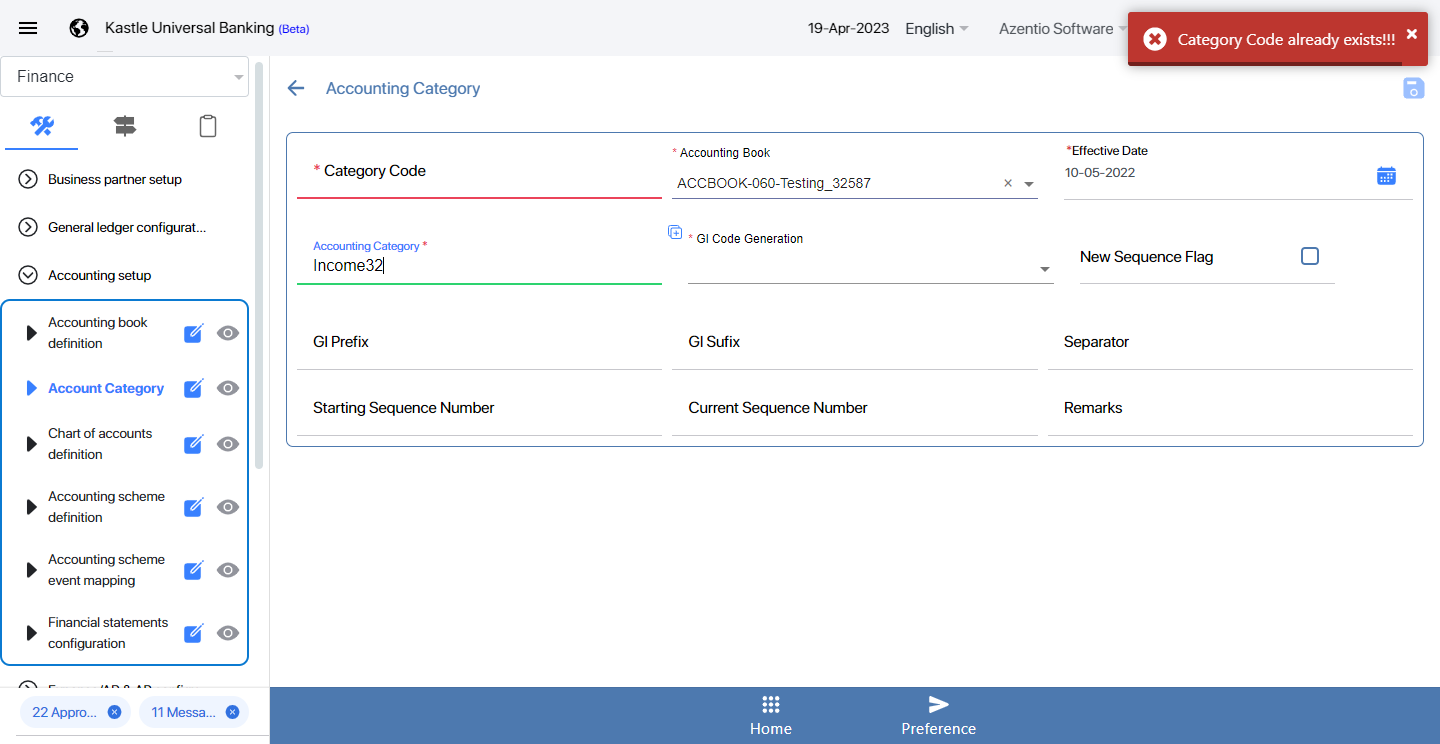 Kastle Universal Banking (Beta)
19-Apr-2023
English
Azentio Software
Category Code already exists!!!
Finance
Accounting Category
Business partner setup
General ledger configurat...
Accounting setup
Accounting book
definition
Account Category
Chart of accounts
definition
Accounting scheme
definition
Accounting scheme
event mapping
Financial statements
configuration
22 Appro...
11 Messa...
* Category Code
* Accounting Book
ACCBOOK-060-Testing_32587
*Effective Date
10-05-2022
Accounting Category *
Income32
* GI Code Generation
New Sequence Flag
GI Prefix
GI Sufix
Separator
Starting Sequence Number
Current Sequence Number
Remarks
Home
Preference